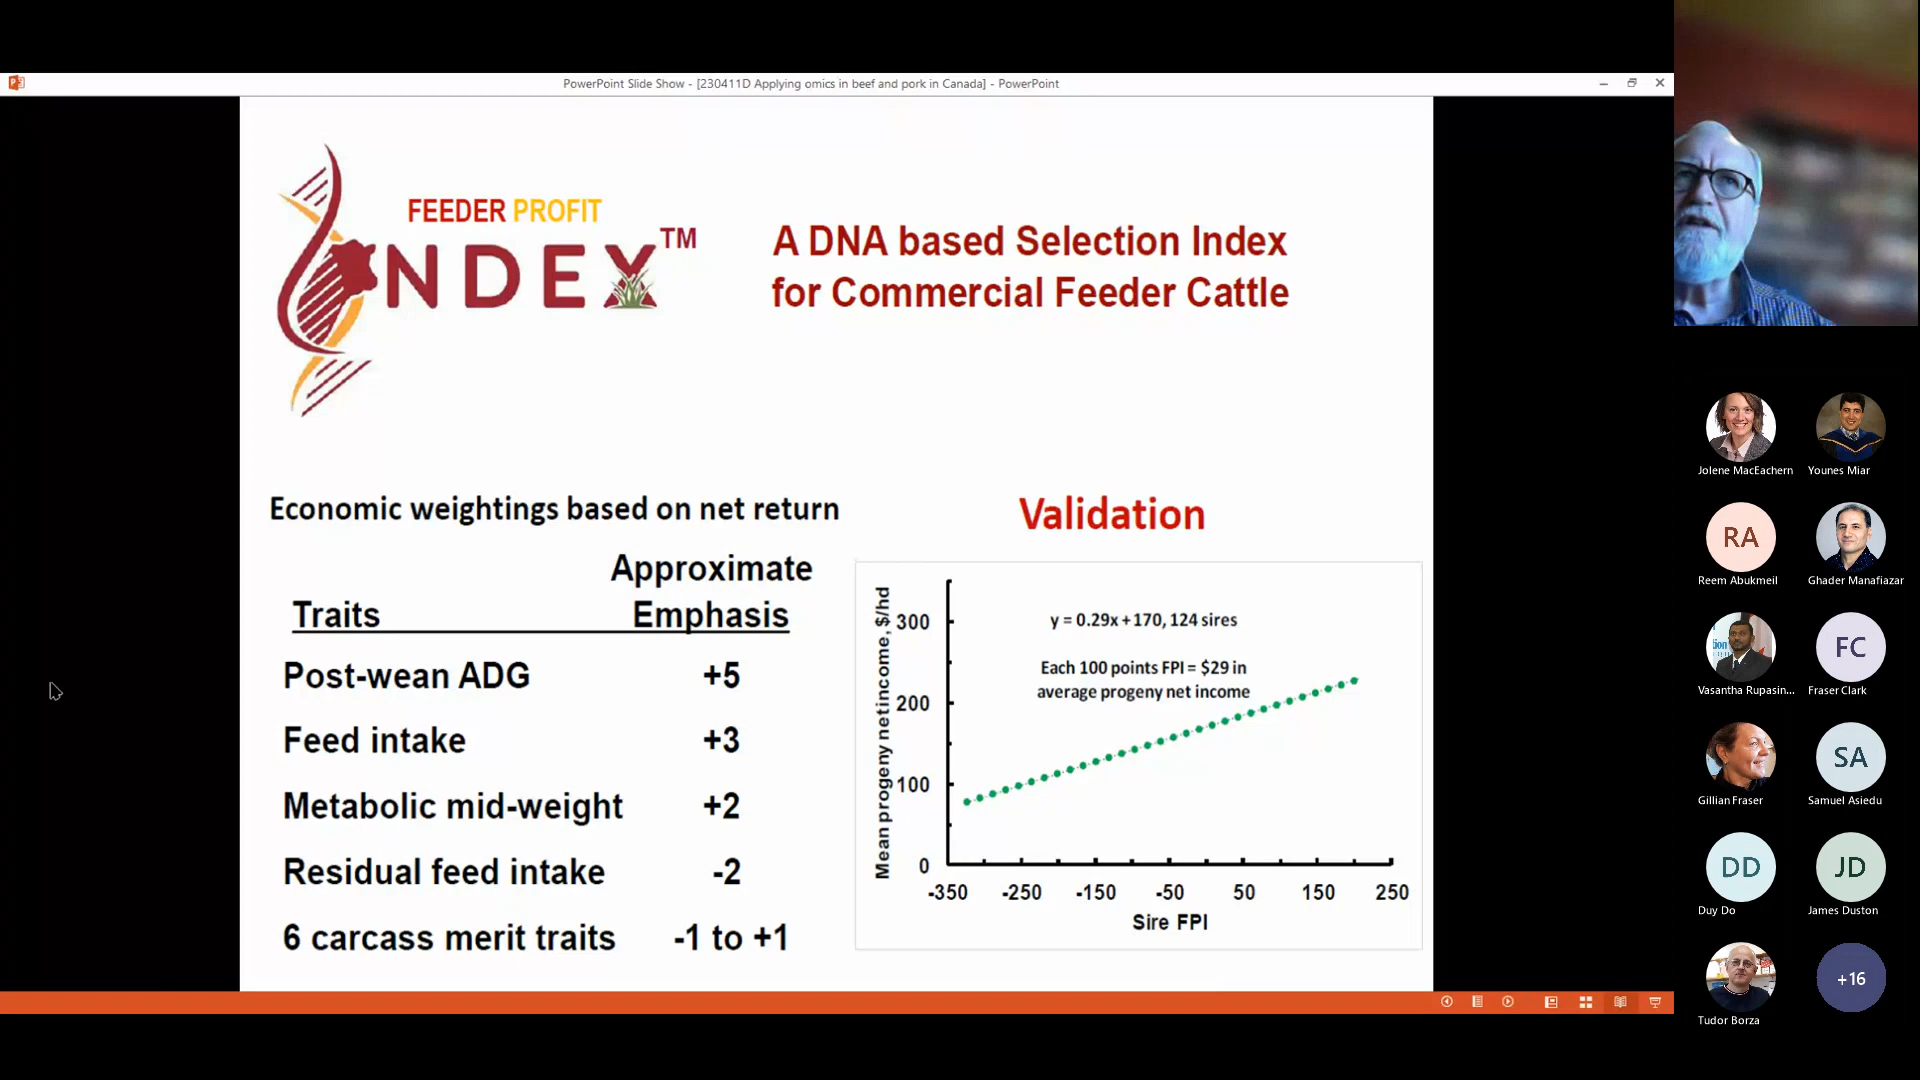 PowerPoint Slide Show - [230411D Applying omics in beef and pork in Canada] - PowerPoint
FEEDER PROFIT
INDEX™
A DNA based Selection Index
for Commercial Feeder Cattle
Economic weightings based on net return
Approximate
Traits Emphasis
Post-wean ADG +5
Feed intake +3
Metabolic mid-weight +2
Residual feed intake -2
6 carcass merit traits -1 to +1
Validation
Mean progeny netincome, $/hd
300
200
100
0
y = 0.29x + 170, 124 sires
Each 100 points FPI = $29 in
average progeny net income
-350 -250 -150 -50 50 150 250
Sire FPI
Jolene MacEachern
Younes Miar
RA
Reem Abukmeil
Ghader Manafiazar
Vasantha Rupasin...
FC
Fraser Clark
Gillian Fraser
SA
Samuel Asiedu
DD
Duy Do
JD
James Duston
Tudor Borza
+16